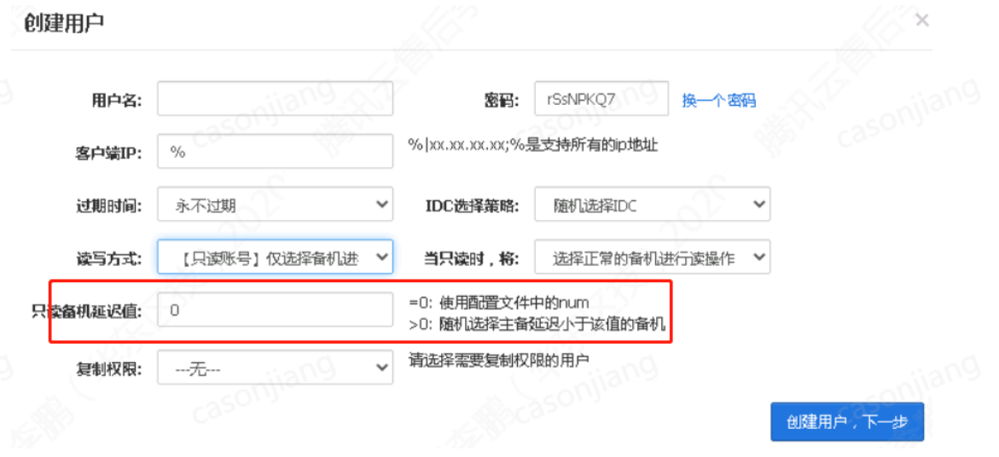 创建用户 ×
用户名: 密码: rSsNPKQ7 换一个密码
客户端IP: % %|xx.xx.xx.xx;%是支持所有的ip地址
过期时间: 永不过期 IDC选择策略: 随机选择IDC
读写方式: 【只读账号】仅选择备机进 当只读时，将: 选择正常的备机进行读操作
只读备机延迟值: 0 =0: 使用配置文件中的num
>0: 随机选择主备延迟小于该值的备机
复制权限: ---无--- 请选择需要复制权限的用户
创建用户，下一步
casonjiang
casonjiang
casonjiang
casonjiang
casonjiang
casonjiang